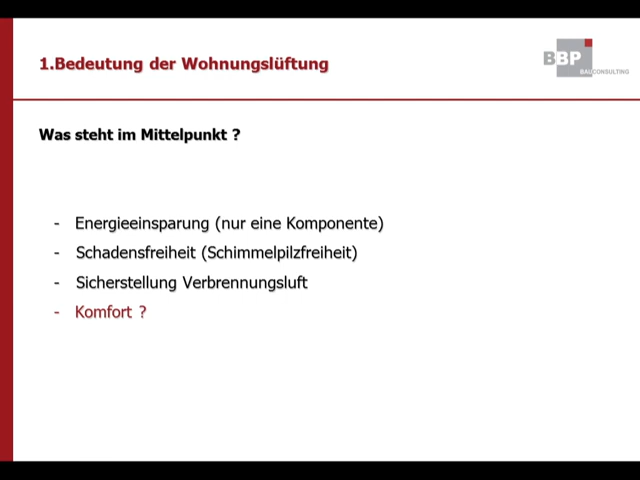 1.Bedeutung der Wohnungslüftung
BBP
BAUCONSULTING
Was steht im Mittelpunkt ?
- Energieeinsparung (nur eine Komponente)
- Schadensfreiheit (Schimmelpilzfreiheit)
- Sicherstellung Verbrennungsluft
- Komfort ?